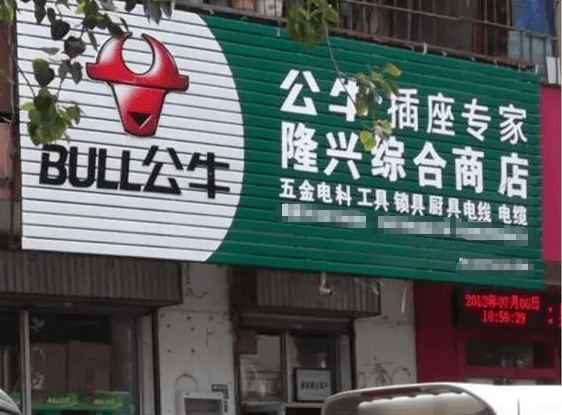 BULL公牛
公牛·插座专家
隆兴综合商店
五金电料 工具 锁具 厨具 电线 电缆
2012年07月06日
10:58:29
BULL